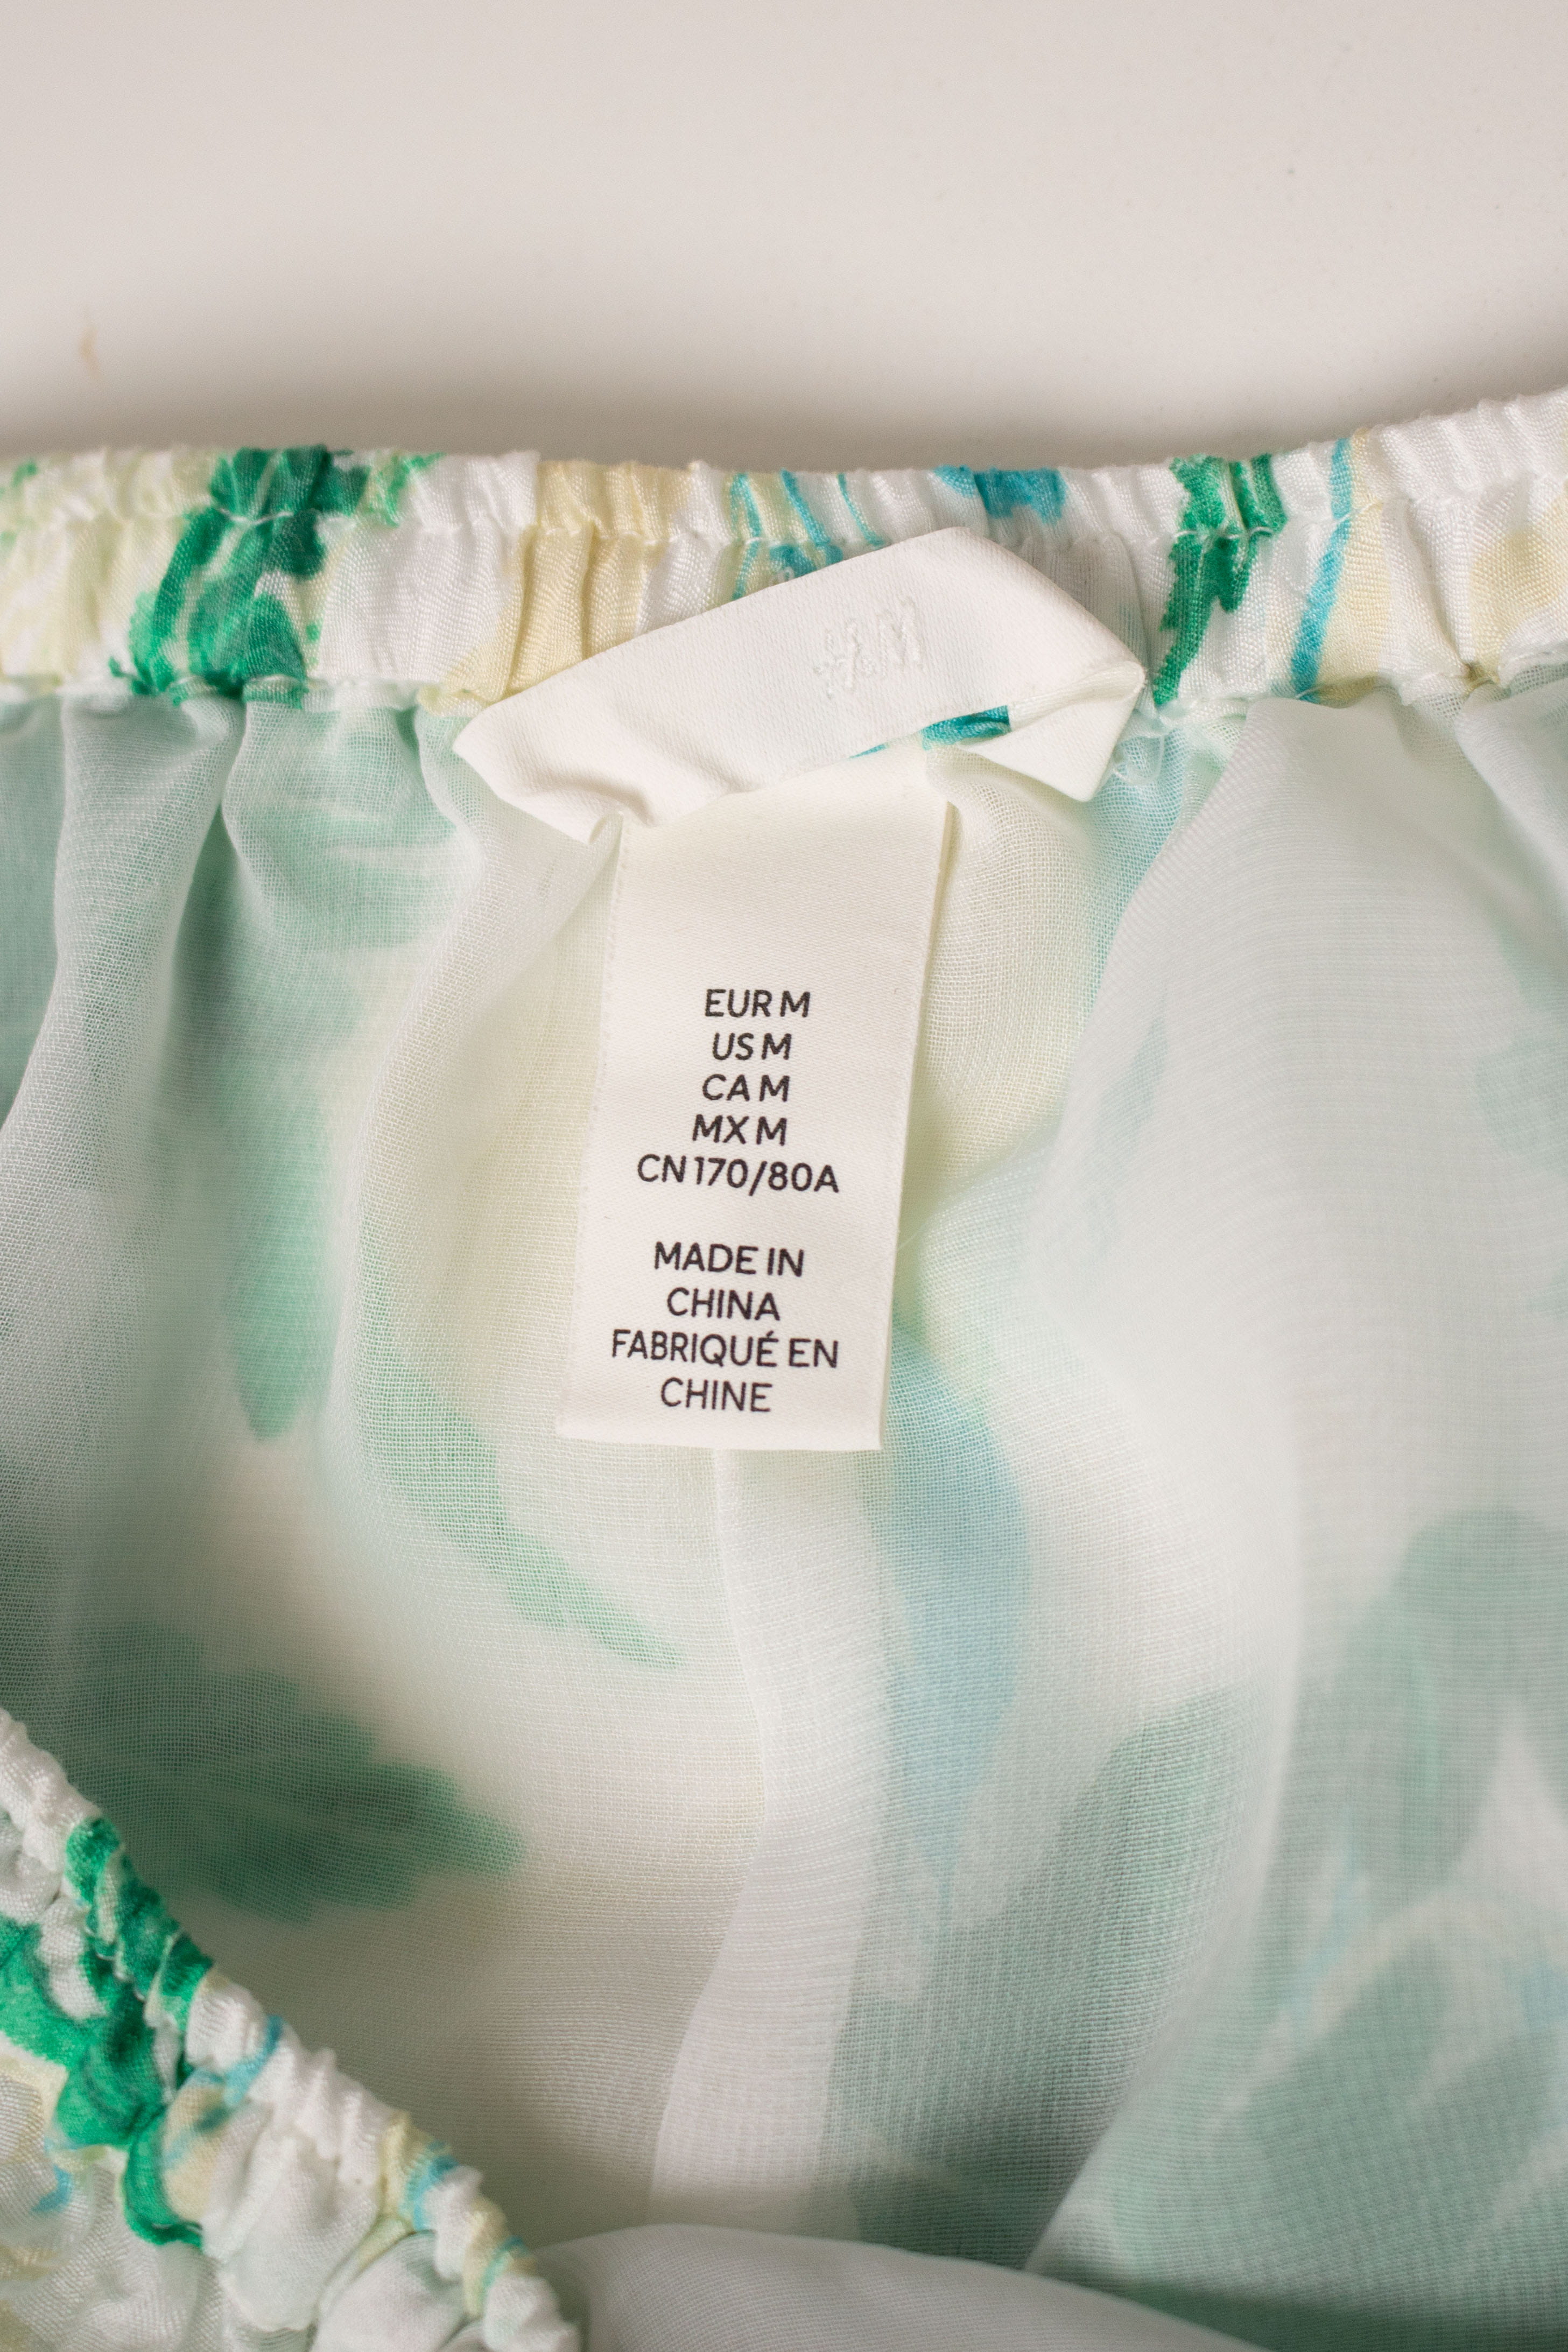 H&M
EUR M
US M
CA M
MX M
CN 170/80A
MADE IN
CHINA
FABRIQUÉ EN
CHINE